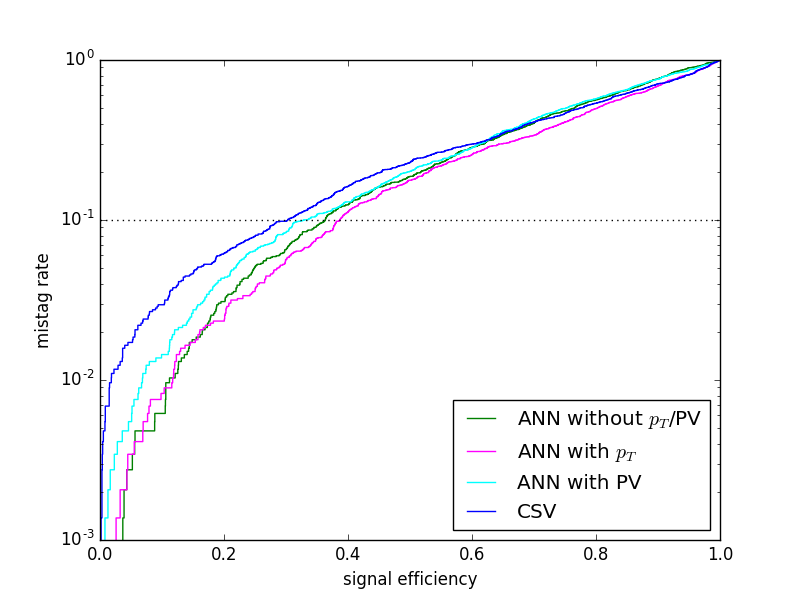 10^0
10^-1
10^-2
10^-3
mistag rate
0.0 0.2 0.4 0.6 0.8 1.0
signal efficiency
ANN without p_T/PV
ANN with p_T
ANN with PV
CSV